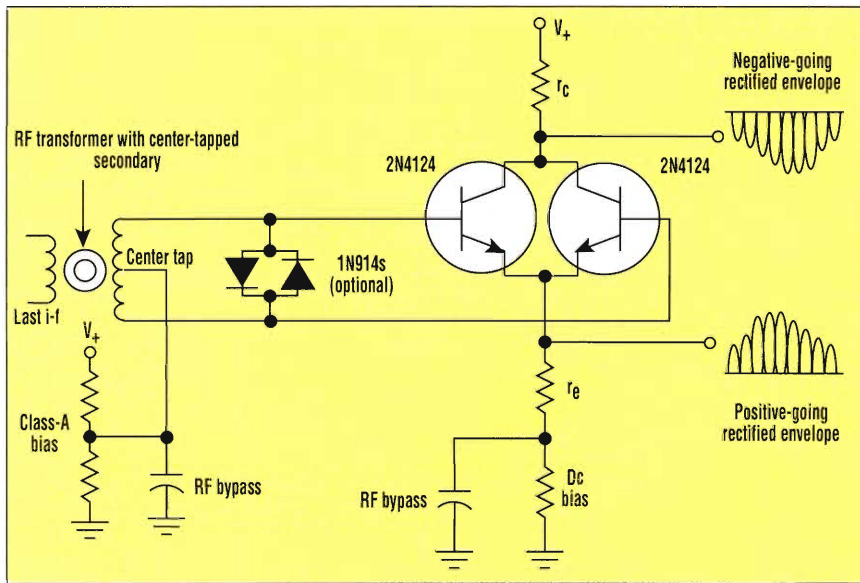 V+
rc
Negative-going
rectified envelope
RF transformer with center-tapped
secondary
2N4124
2N4124
Center tap
1N914s
(optional)
Last i-f
V+
Class-A
bias
RF bypass
re
Positive-going
rectified envelope
RF bypass
Dc
bias